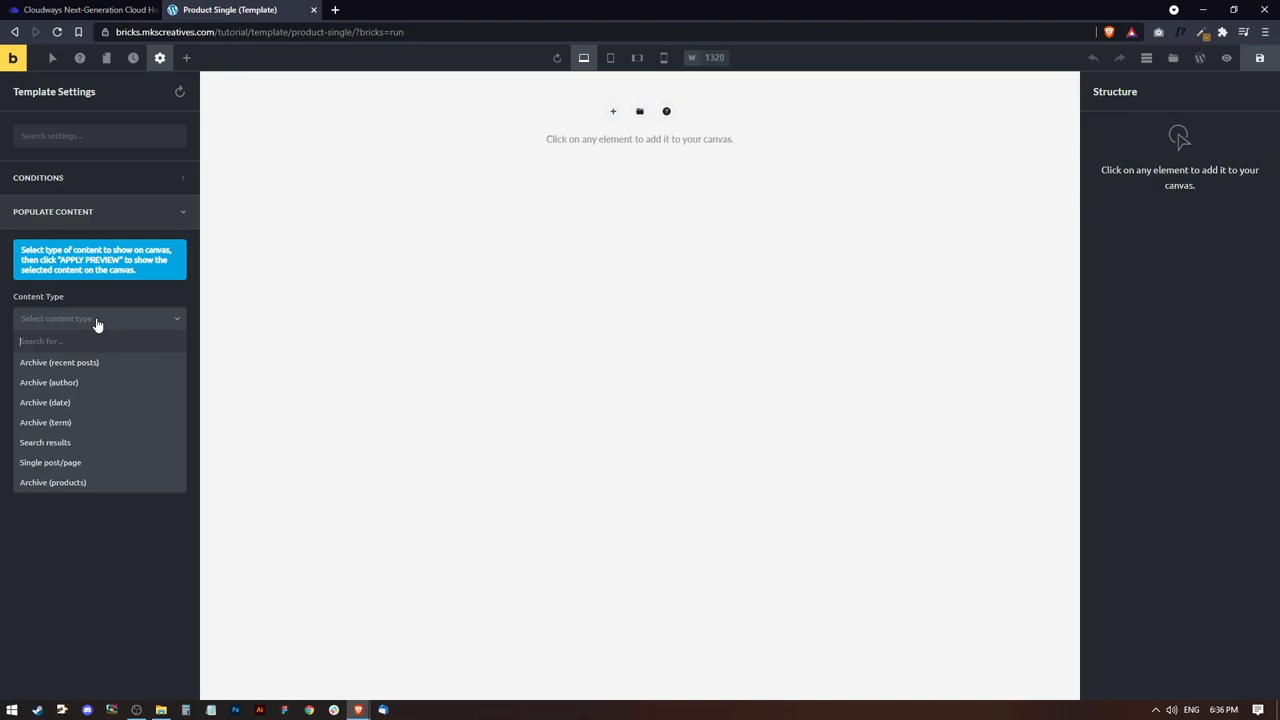 Cloudways Next-Generation Cloud Ho
Product Single (Template)
bricks.mkscreatives.com/tutorial/template/product-single/?bricks=run
b
W 1320
Template Settings
Search settings ..
CONDITIONS
POPULATE CONTENT
Select type of content to show on canvas,
then click "APPLY PREVIEW" to show the
selected content on the canvas.
Content Type
Select content type
Search for ..
Archive (recent posts)
Archive (author)
Archive (date)
Archive (term)
Search results
Single post/page
Archive (products)
Click on any element to add it to your canvas.
Structure
Click on any element to add it to your
canvas.
Ps
Ai
6:36 PM